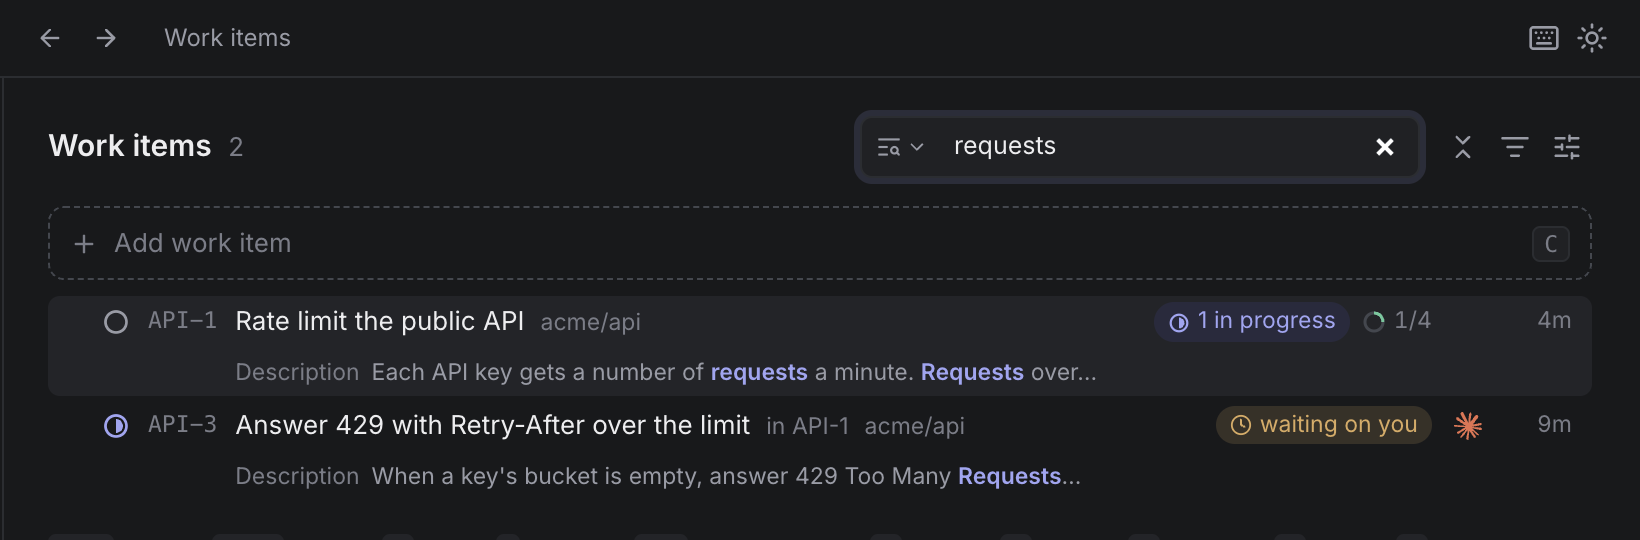 Work items
Work items 2
requests
Add work item C
API-1 Rate limit the public API acme/api 1 in progress 1/4 4m
Description Each API key gets a number of requests a minute. Requests over...
API-3 Answer 429 with Retry-After over the limit in API-1 acme/api waiting on you 9m
Description When a key's bucket is empty, answer 429 Too Many Requests...